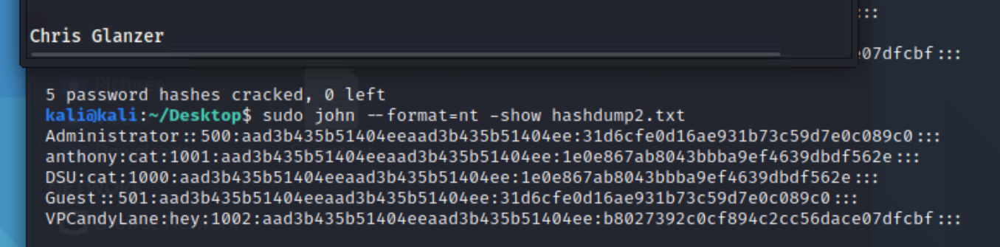 :::
Chris Glanzer
e07dfcbf:::
5 password hashes cracked, 0 left
kali@kali:~/Desktop$ sudo john --format=nt -show hashdump2.txt
Administrator::500:aad3b435b51404eeaad3b435b51404ee:31d6cfe0d16ae931b73c59d7e0c089c0:::
anthony:cat:1001:aad3b435b51404eeaad3b435b51404ee:1e0e867ab8043bbba9ef4639dbdf562e:::
DSU:cat:1000:aad3b435b51404eeaad3b435b51404ee:1e0e867ab8043bbba9ef4639dbdf562e:::
Guest::501:aad3b435b51404eeaad3b435b51404ee:31d6cfe0d16ae931b73c59d7e0c089c0:::
VPCandyLane:hey:1002:aad3b435b51404eeaad3b435b51404ee:b8027392c0cf894c2cc56dace07dfcbf:::